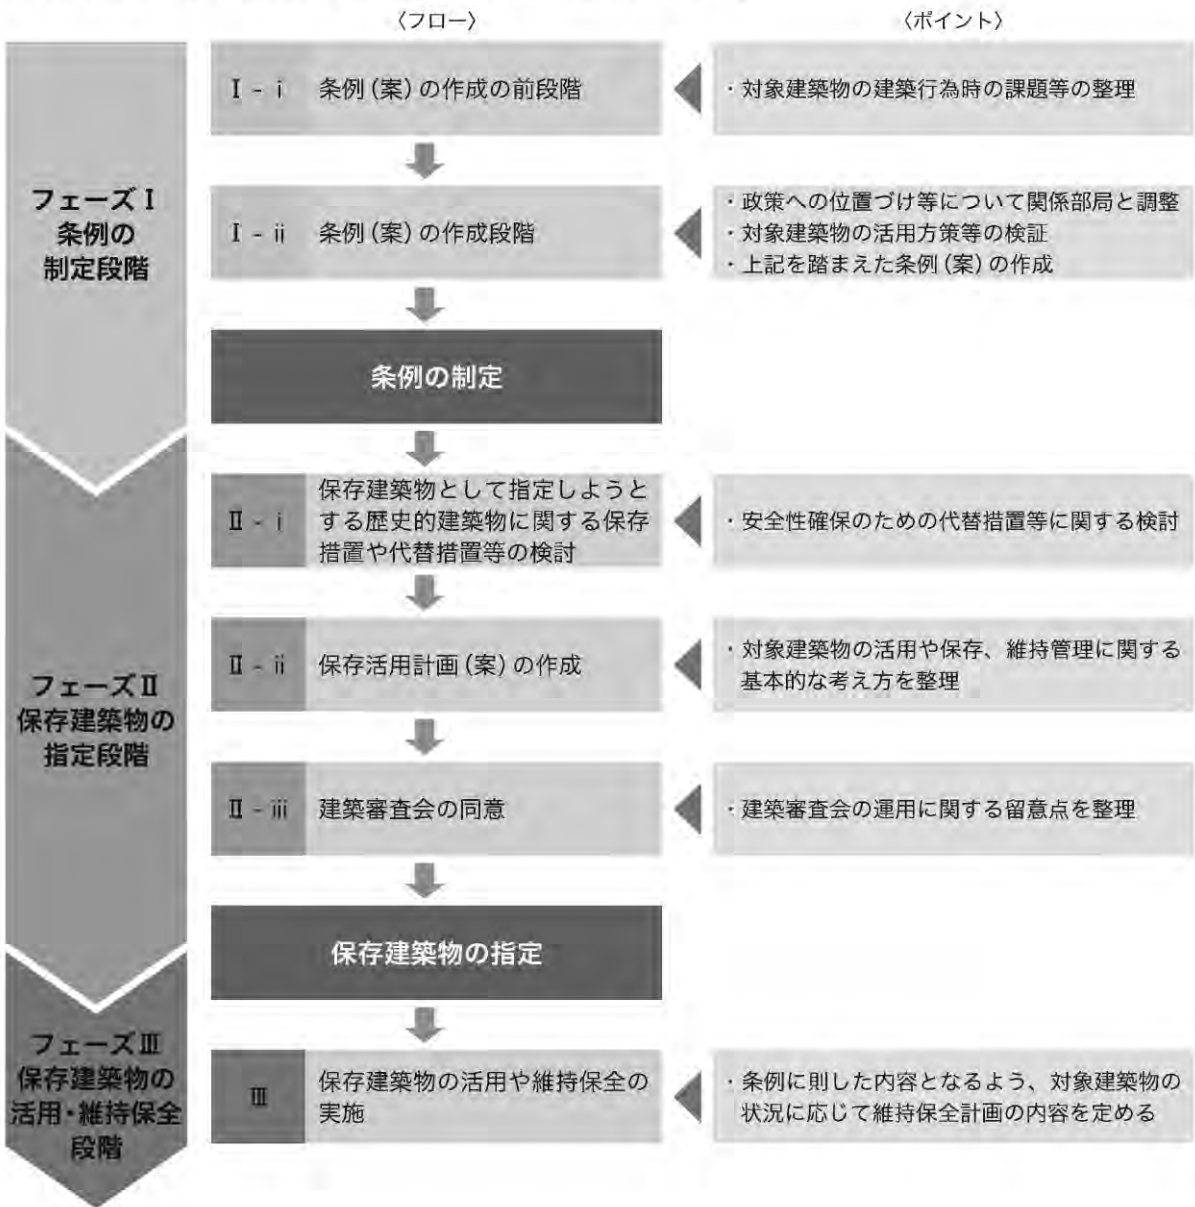 〈フロー〉
〈ポイント〉
フェーズⅠ
条例の
制定段階
Ⅰ - ⅰ 条例(案)の作成の前段階
・対象建築物の建築行為時の課題等の整理
Ⅰ - ⅱ 条例(案)の作成段階
・政策への位置づけ等について関係部局と調整
・対象建築物の活用方策等の検証
・上記を踏まえた条例(案)の作成
条例の制定
フェーズⅡ
保存建築物の
指定段階
Ⅱ - ⅰ
保存建築物として指定しようと
する歴史的建築物に関する保存
措置や代替措置等の検討
・安全性確保のための代替措置等に関する検討
Ⅱ - ⅱ 保存活用計画(案)の作成
・対象建築物の活用や保存、維持管理に関する
基本的な考え方を整理
Ⅱ - ⅲ 建築審査会の同意
・建築審査会の運用に関する留意点を整理
保存建築物の指定
フェーズⅢ
保存建築物の
活用・維持保全
段階
Ⅲ
保存建築物の活用や維持保全の
実施
・条例に則した内容となるよう、対象建築物の
状況に応じて維持保全計画の内容を定める